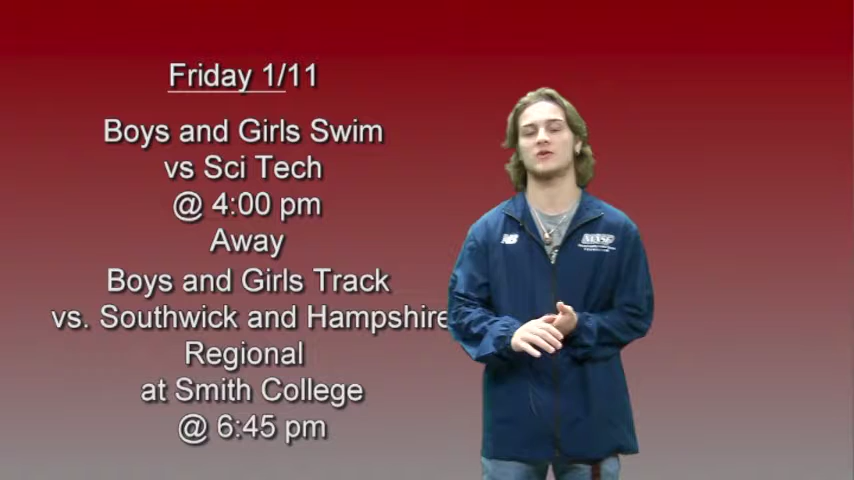 Friday 1/11
Boys and Girls Swim
vs Sci Tech
@ 4:00 pm
Away
Boys and Girls Track
vs. Southwick and Hampshire
Regional
at Smith College
@ 6:45 pm
NB